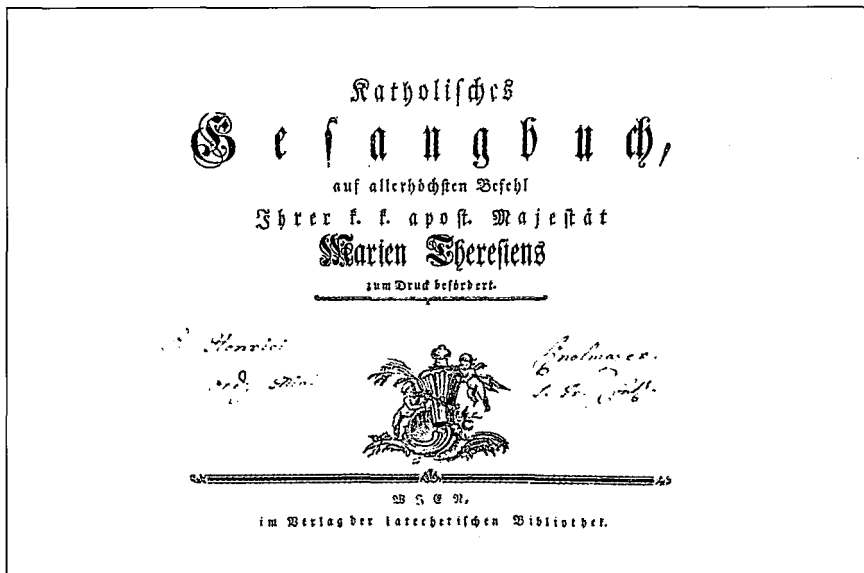 Katholisches
Gesangbuch,
auf allerhöchsten Befehl
Ihrer k. k. apost. Majestät
Marien Theresiens
zum Druck befördert.
Henrici
WIEN,
im Verlag der katechetischen Bibliothek.